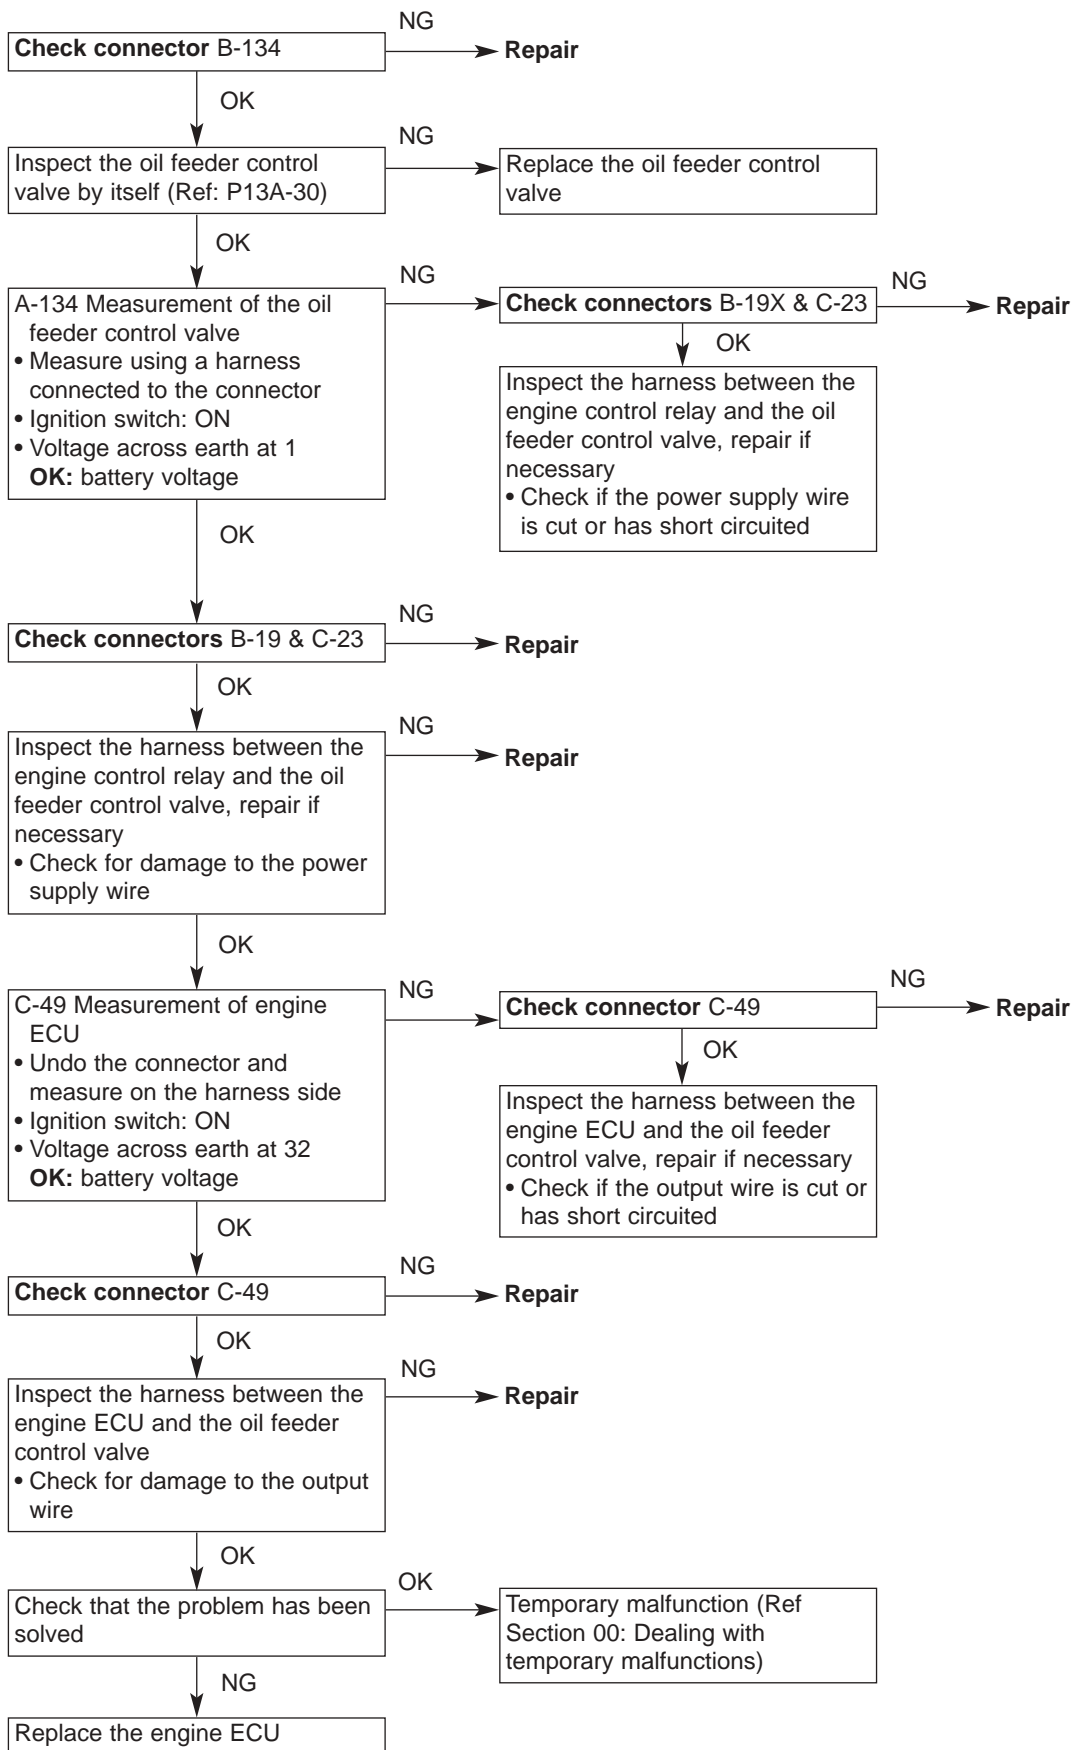 NG
Check connector B-134
Repair
OK
NG
Inspect the oil feeder control
valve by itself (Ref: P13A-30)
Replace the oil feeder control
valve
OK
NG
A-134 Measurement of the oil
feeder control valve
• Measure using a harness
connected to the connector
• Ignition switch: ON
• Voltage across earth at 1
OK: battery voltage
Check connectors B-19X & C-23
NG
Repair
OK
Inspect the harness between the
engine control relay and the oil
feeder control valve, repair if
necessary
• Check if the power supply wire
is cut or has short circuited
OK
NG
Check connectors B-19 & C-23
Repair
OK
NG
Inspect the harness between the
engine control relay and the oil
feeder control valve, repair if
necessary
• Check for damage to the power
supply wire
Repair
OK
NG
C-49 Measurement of engine
ECU
• Undo the connector and
measure on the harness side
• Ignition switch: ON
• Voltage across earth at 32
OK: battery voltage
Check connector C-49
NG
Repair
OK
Inspect the harness between the
engine ECU and the oil feeder
control valve, repair if necessary
• Check if the output wire is cut or
has short circuited
OK
NG
Check connector C-49
Repair
OK
NG
Inspect the harness between the
engine ECU and the oil feeder
control valve
• Check for damage to the output
wire
Repair
OK
OK
Check that the problem has been
solved
Temporary malfunction (Ref
Section 00: Dealing with
temporary malfunctions)
NG
Replace the engine ECU